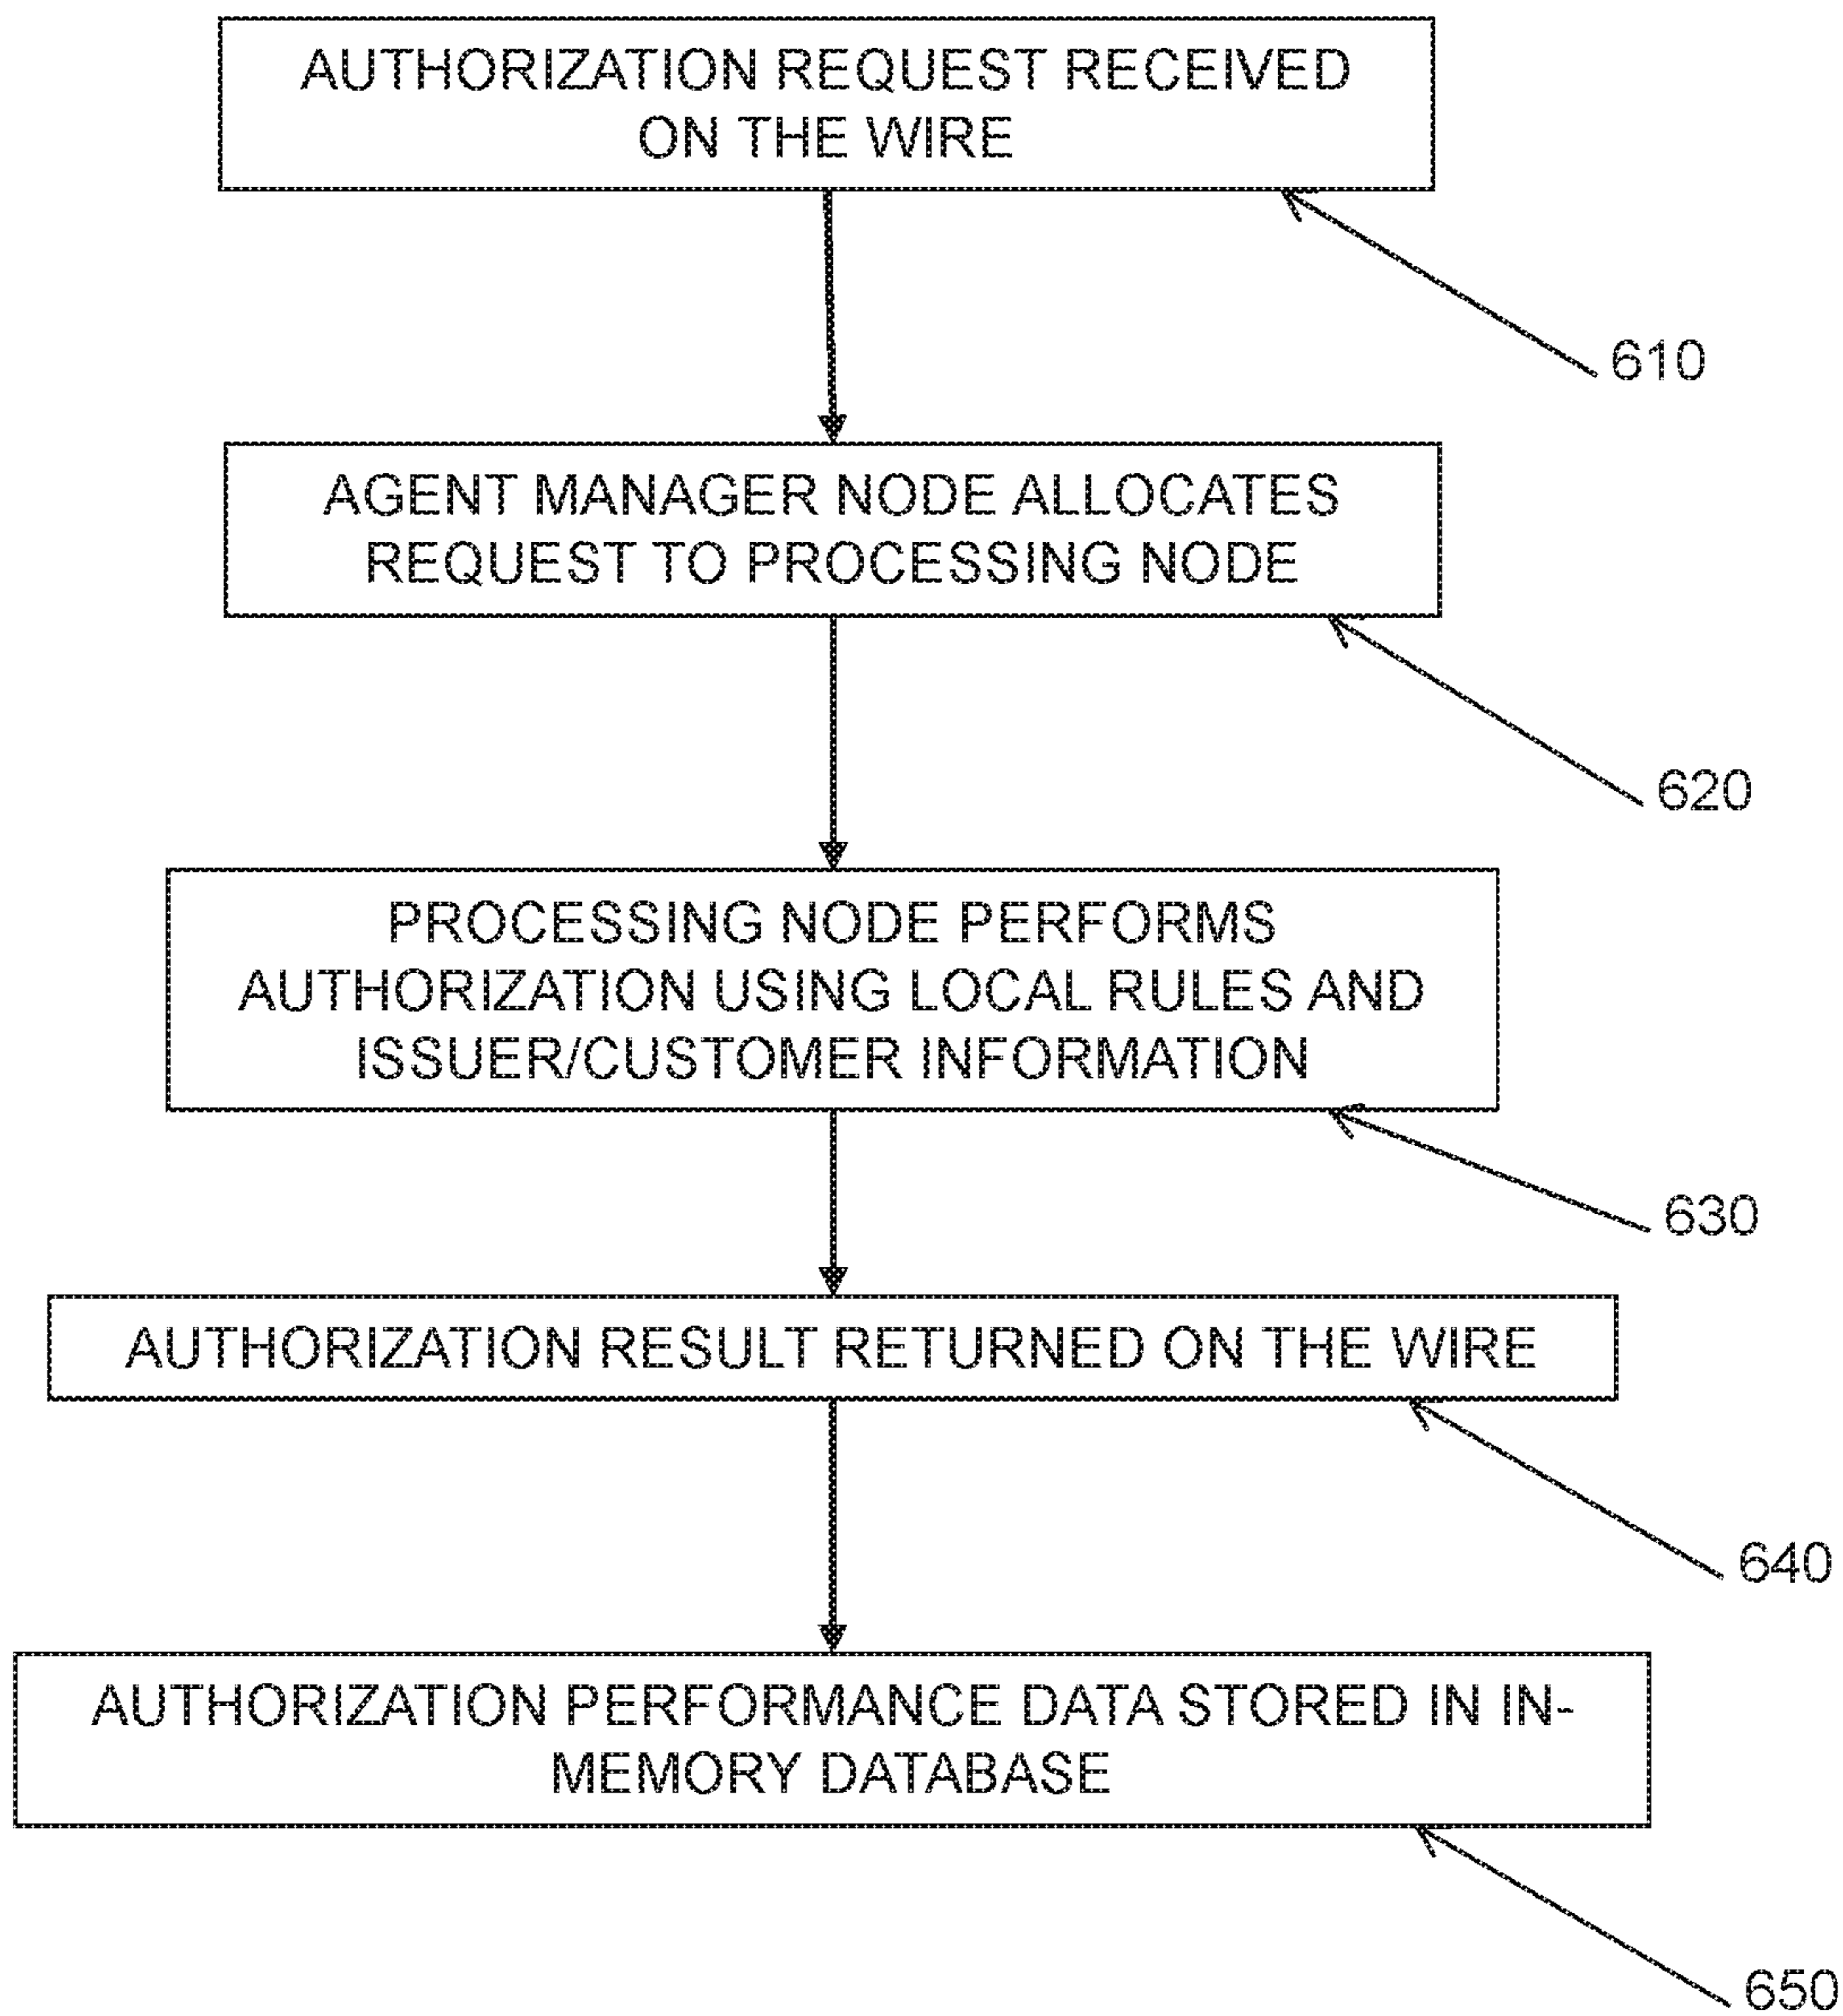 AUTHORIZATION REQUEST RECEIVED
ON THE WIRE
610
AGENT MANAGER NODE ALLOCATES
REQUEST TO PROCESSING NODE
620
PROCESSING NODE PERFORMS
AUTHORIZATION USING LOCAL RULES AND
ISSUER/CUSTOMER INFORMATION
630
AUTHORIZATION RESULT RETURNED ON THE WIRE
640
AUTHORIZATION PERFORMANCE DATA STORED IN IN-
MEMORY DATABASE
650